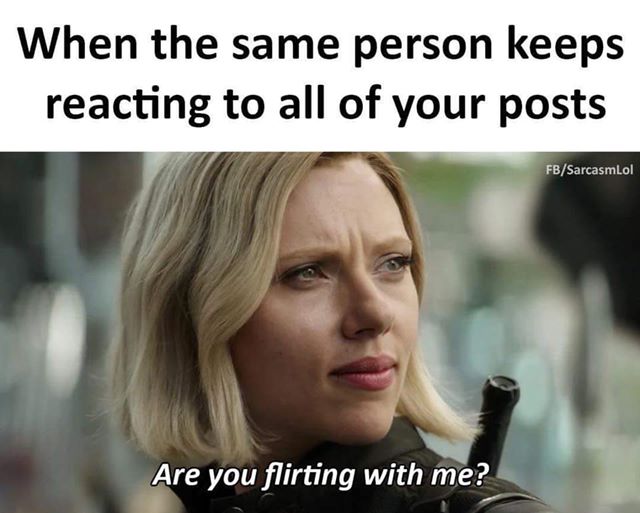 When the same person keeps
reacting to all of your posts
FB/SarcasmLol
Are you flirting with me?